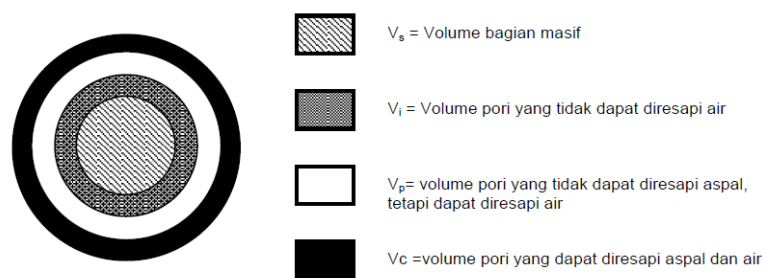 Vs = Volume bagian masif
Vi = Volume pori yang tidak dapat diresapi air
Vp= volume pori yang tidak dapat diresapi aspal,
tetapi dapat diresapi air
Vc =volume pori yang dapat diresapi aspal dan air